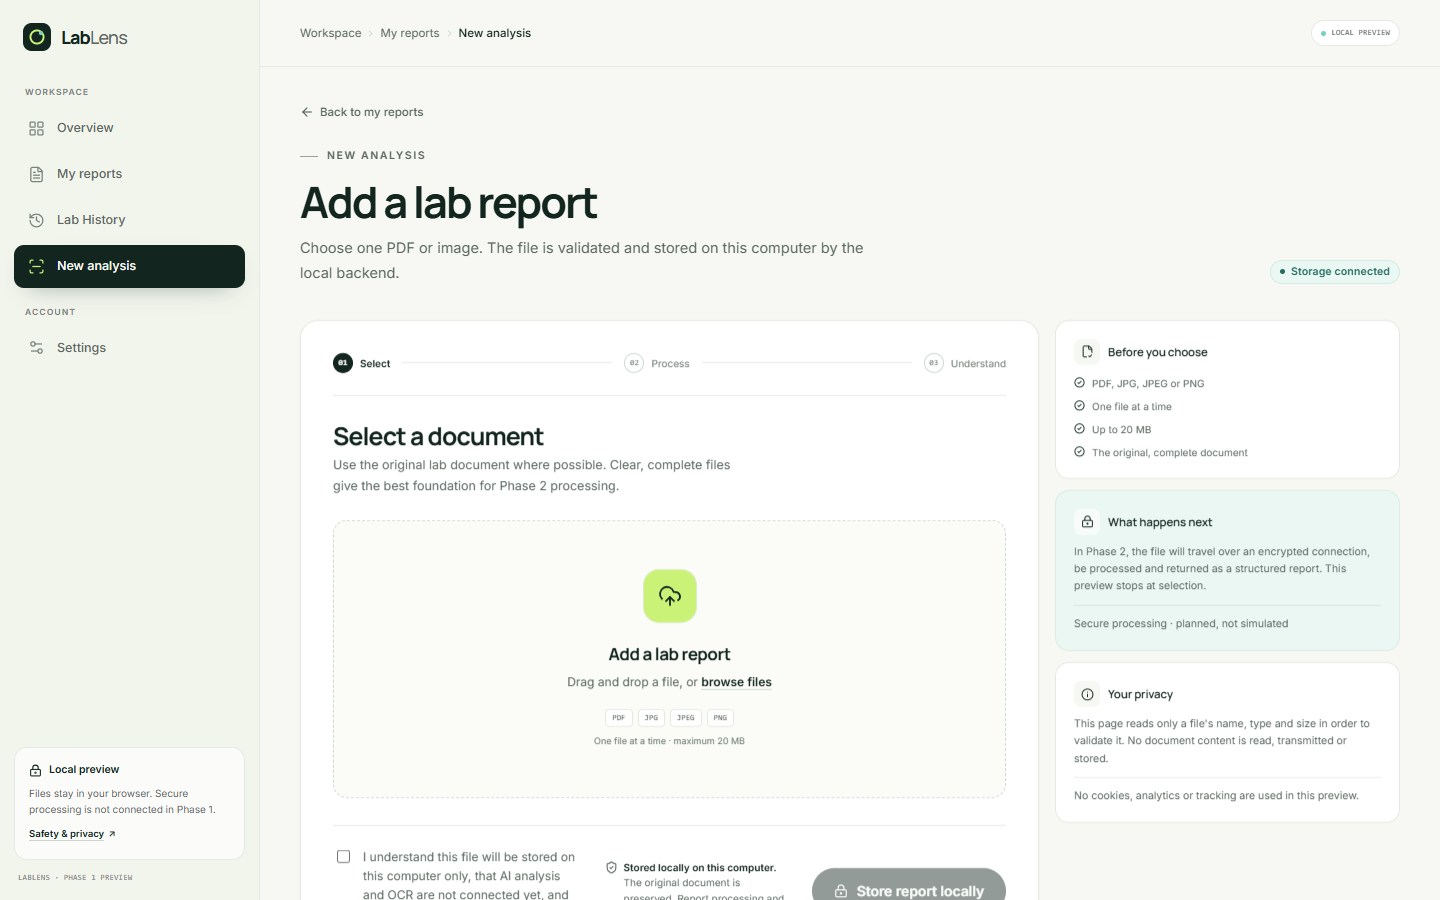 LabLens
WORKSPACE
Overview
My reports
Lab History
New analysis
ACCOUNT
Settings
Local preview
Files stay in your browser. Secure
processing is not connected in Phase 1.
Safety & privacy ↗
LABLENS · PHASE 1 PREVIEW
Workspace › My reports › New analysis
LOCAL PREVIEW
← Back to my reports
NEW ANALYSIS
Add a lab report
Choose one PDF or image. The file is validated and stored on this computer by the
local backend.
Storage connected
01 Select
02 Process
03 Understand
Select a document
Use the original lab document where possible. Clear, complete files
give the best foundation for Phase 2 processing.
Add a lab report
Drag and drop a file, or browse files
PDF JPG JPEG PNG
One file at a time · maximum 20 MB
I understand this file will be stored on
this computer only, that AI analysis
and OCR are not connected yet, and
Stored locally on this computer.
The original document is
preserved. Report processing and
Store report locally
Before you choose
PDF, JPG, JPEG or PNG
One file at a time
Up to 20 MB
The original, complete document
What happens next
In Phase 2, the file will travel over an encrypted connection,
be processed and returned as a structured report. This
preview stops at selection.
Secure processing · planned, not simulated
Your privacy
This page reads only a file's name, type and size in order to
validate it. No document content is read, transmitted or
stored.
No cookies, analytics or tracking are used in this preview.